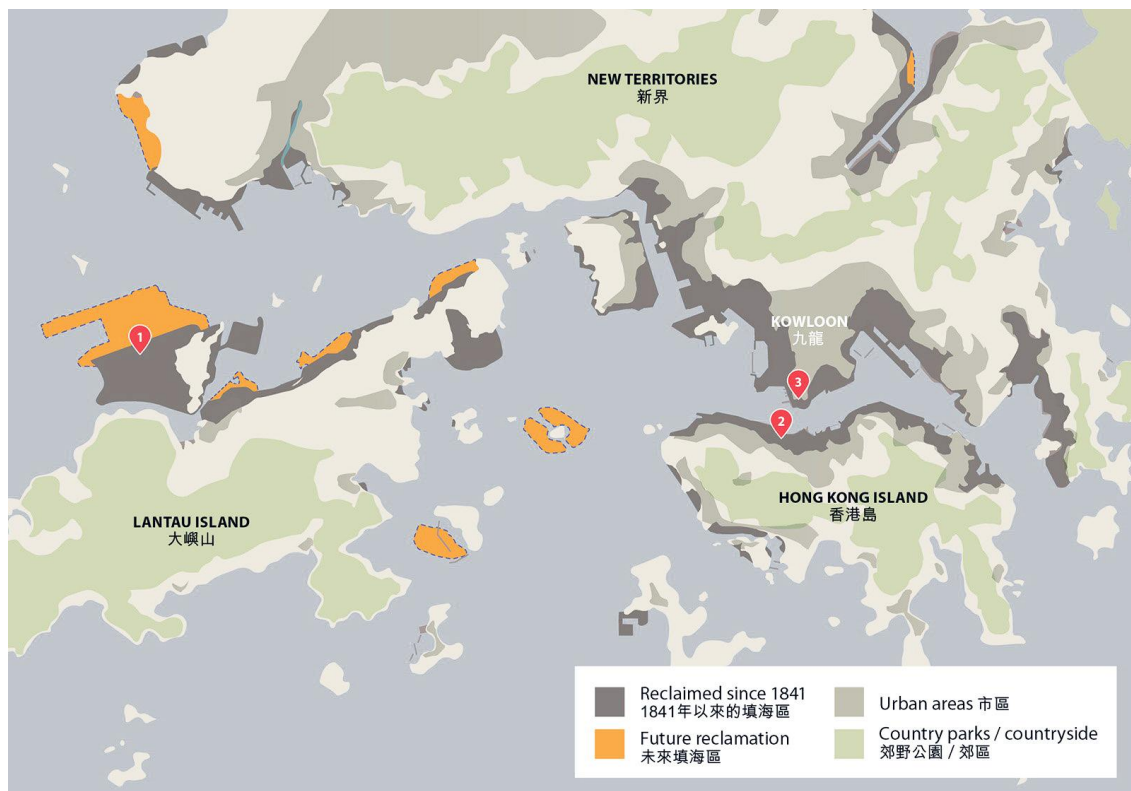 NEW TERRITORIES
新界
1
KOWLOON
九龍
3
2
LANTAU ISLAND
大嶼山
HONG KONG ISLAND
香港島
Reclaimed since 1841
1841年以來的填海區
Future reclamation
未來填海區
Urban areas 市區
Country parks / countryside
郊野公園 / 郊區